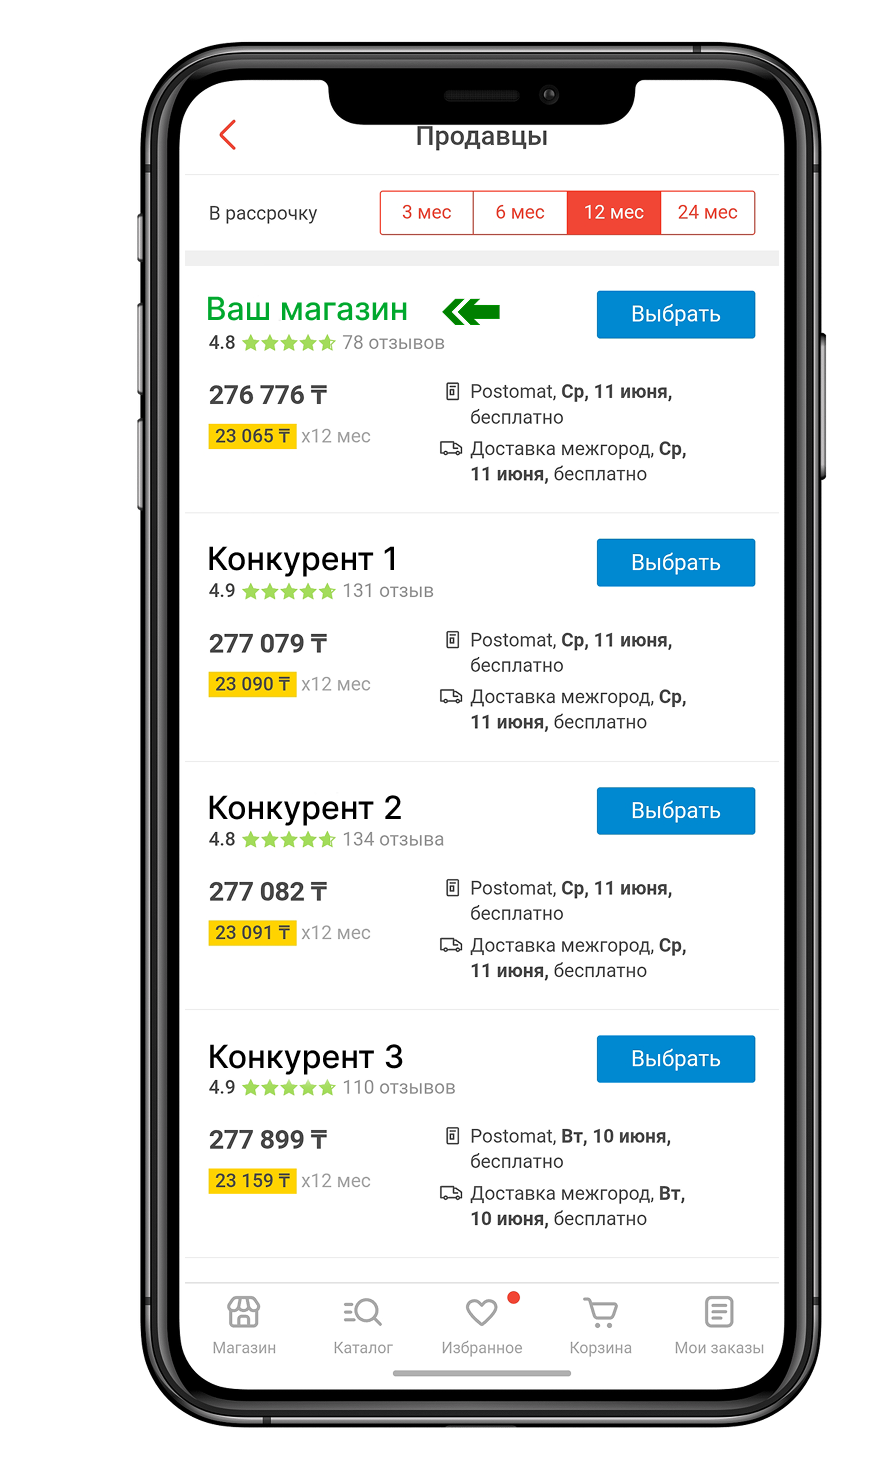 Продавцы
В рассрочку 3 мес 6 мес 12 мес 24 мес
Ваш магазин Выбрать
4.8 78 отзывов
276 776 ₸ Postomat, Ср, 11 июня,
бесплатно
23 065 ₸ x12 мес Доставка межгород, Ср,
11 июня, бесплатно
Конкурент 1 Выбрать
4.9 131 отзыв
277 079 ₸ Postomat, Ср, 11 июня,
бесплатно
23 090 ₸ x12 мес Доставка межгород, Ср,
11 июня, бесплатно
Конкурент 2 Выбрать
4.8 134 отзыва
277 082 ₸ Postomat, Ср, 11 июня,
бесплатно
23 091 ₸ x12 мес Доставка межгород, Ср,
11 июня, бесплатно
Конкурент 3 Выбрать
4.9 110 отзывов
277 899 ₸ Postomat, Вт, 10 июня,
бесплатно
23 159 ₸ x12 мес Доставка межгород, Вт,
10 июня, бесплатно
Магазин Каталог Избранное Корзина Мои заказы